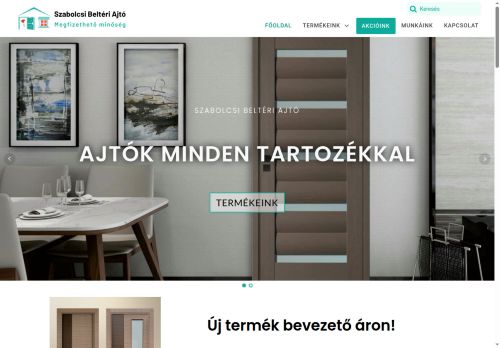 Szabolcsi Beltéri Ajtó
Megfizethető minőség
Keresés
FŐOLDAL
TERMÉKEINK
AKCIÓINK
MUNKÁINK
KAPCSOLAT
SZABOLCSI BELTÉRI AJTÓ
AJTÓK MINDEN TARTOZÉKKAL
TERMÉKEINK
Új termék bevezető áron!